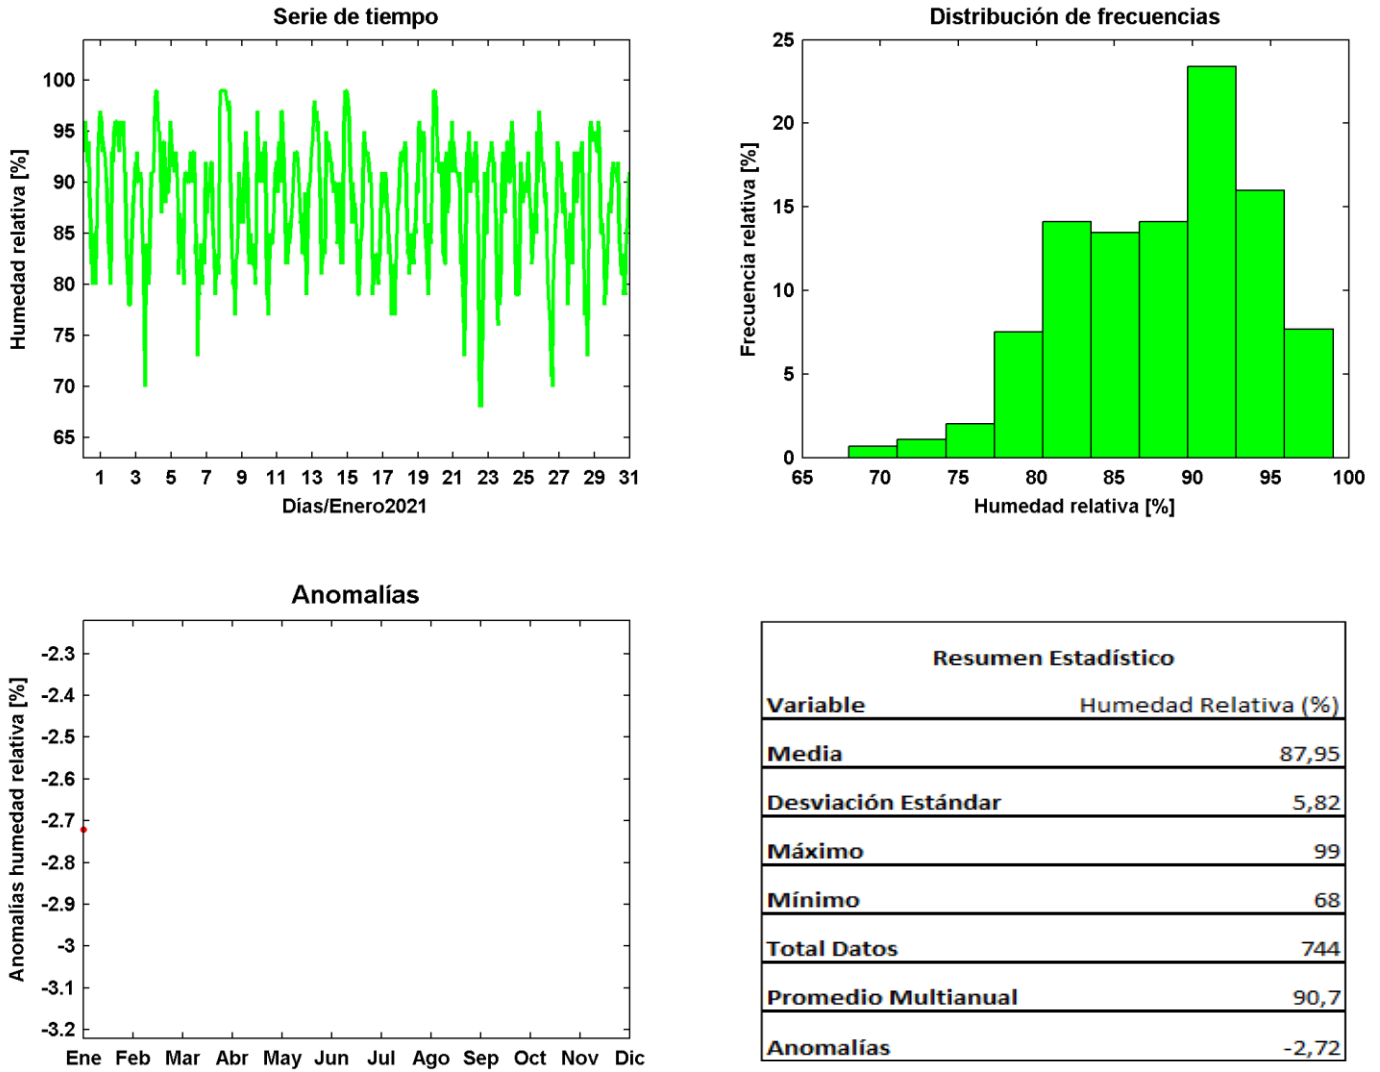 Serie de tiempo
Humedad relativa [%]
100
95
90
85
80
75
70
65
1 3 5 7 9 11 13 15 17 19 21 23 25 27 29 31
Días/Enero2021
Distribución de frecuencias
Frecuencia relativa [%]
25
20
15
10
5
0
65 70 75 80 85 90 95 100
Humedad relativa [%]
Anomalías
Anomalías humedad relativa [%]
-2.3
-2.4
-2.5
-2.6
-2.7
-2.8
-2.9
-3
-3.1
-3.2
Ene Feb Mar Abr May Jun Jul Ago Sep Oct Nov Dic
Resumen Estadístico
Variable Humedad Relativa (%)
Media 87,95
Desviación Estándar 5,82
Máximo 99
Mínimo 68
Total Datos 744
Promedio Multianual 90,7
Anomalías -2,72